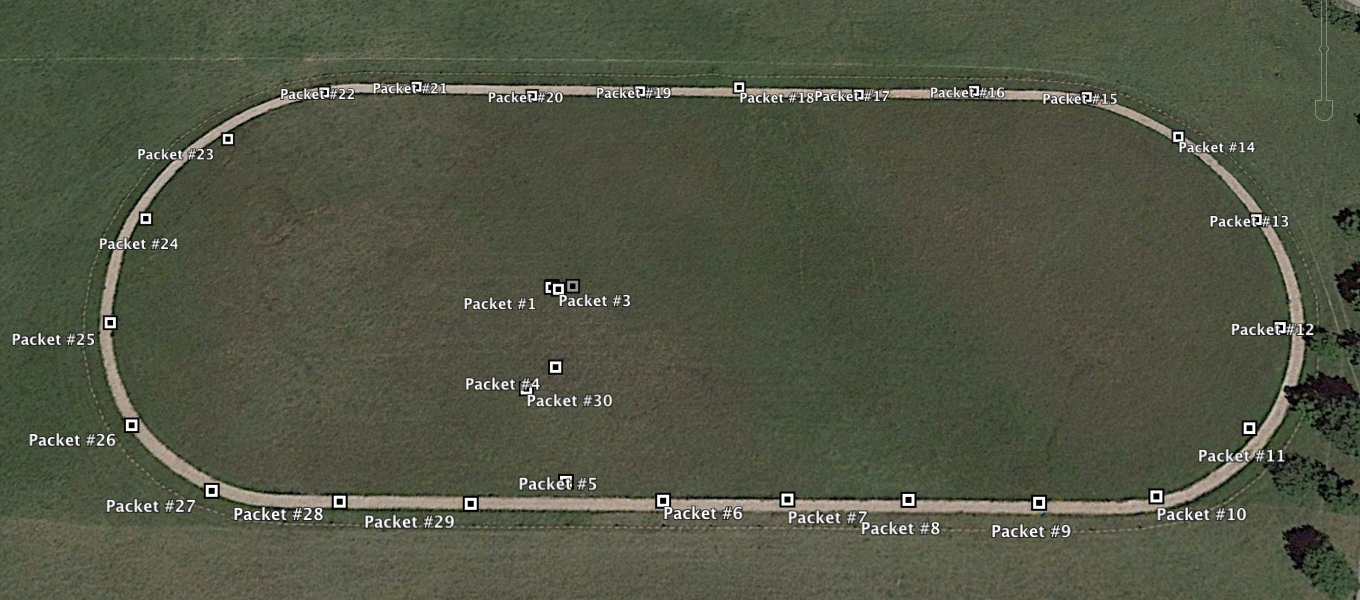 Packet #22
Packet #21
Packet #20
Packet #19
Packet #18
Packet #17
Packet #16
Packet #15
Packet #23
Packet #14
Packet #24
Packet #13
Packet #1
Packet #3
Packet #25
Packet #12
Packet #4
Packet #30
Packet #26
Packet #11
Packet #5
Packet #27
Packet #28
Packet #29
Packet #6
Packet #7
Packet #8
Packet #9
Packet #10